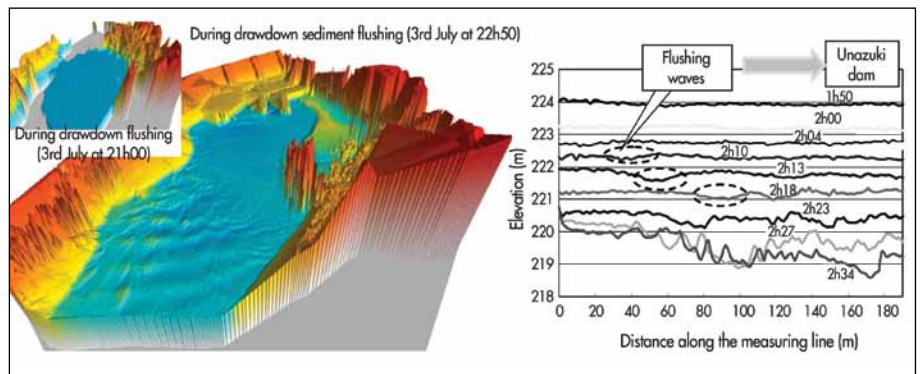 During drawdown sediment flushing (3rd July at 22h50)
During drawdown flushing
(3rd July at 21h00)
Flushing
waves
Unazuki
dam
Elevation (m)
225
224
223
222
221
220
219
218
1h50
2h00
2h04
2h10
2h13
2h18
2h23
2h27
2h34
0 20 40 60 80 100 120 140 160 180
Distance along the measuring line (m)